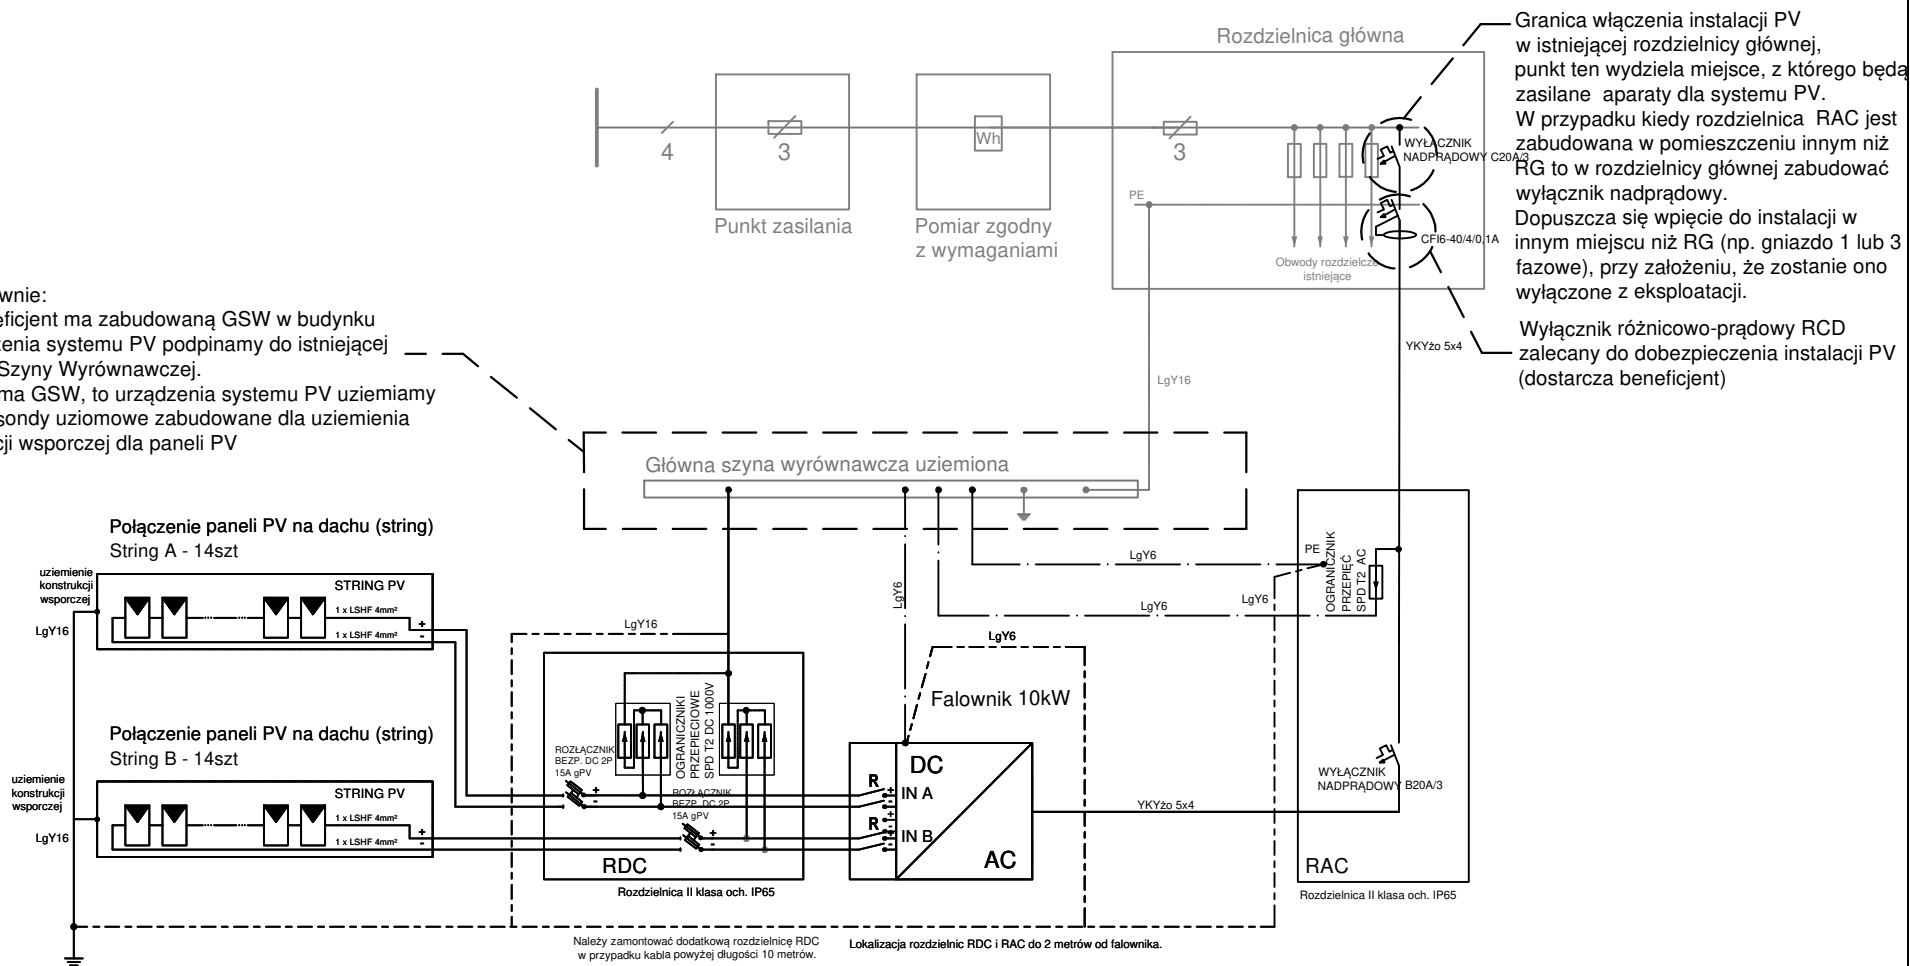 Rozdzielnica główna
Granica włączenia instalacji PV
w istniejącej rozdzielnicy głównej,
punkt ten wydziela miejsce, z którego będą
zasilane aparaty dla systemu PV.
W przypadku kiedy rozdzielnica RAC jest
zabudowana w pomieszczeniu innym niż
RG to w rozdzielnicy głównej zabudować
wyłącznik nadprądowy.
Dopuszcza się wpięcie do instalacji w
innym miejscu niż RG (np. gniazdo 1 lub 3
fazowe), przy założeniu, że zostanie ono
wyłączone z eksploatacji.
Wyłącznik różnicowo-prądowy RCD
zalecany do dobezpieczenia instalacji PV
(dostarcza beneficjent)
4
3
Wh
3
WYŁĄCZNIK
NADPRĄDOWY C20A/3
PE
CFI6-40/4/0,1A
Obwody rozdzielcze
istniejące
Punkt zasilania
Pomiar zgodny
z wymaganiami
YKYżo 5x4
LgY16
wnie:
eficjent ma zabudowaną GSW w budynku
zenia systemu PV podpinamy do istniejącej
Szyny Wyrównawczej.
ma GSW, to urządzenia systemu PV uziemiamy
sondy uziomowe zabudowane dla uziemienia
cji wsporczej dla paneli PV
Główna szyna wyrównawcza uziemiona
Połączenie paneli PV na dachu (string)
String A - 14szt
uziemienie
konstrukcji
wsporczej
LgY16
STRING PV
1 x LSHF 4mm²
1 x LSHF 4mm²
+
-
Połączenie paneli PV na dachu (string)
String B - 14szt
uziemienie
konstrukcji
wsporczej
LgY16
STRING PV
1 x LSHF 4mm²
1 x LSHF 4mm²
+
-
LgY16
LgY6
LgY6
LgY6
LgY6
LgY6
PE
OGRANICZNIK
PRZEPIĘĆ
SPD T2 AC
OGRANICZNIKI
PRZEPIĘCIOWE
SPD T2 DC 1000V
ROZŁĄCZNIK
BEZP. DC 2P
15A gPV
+
-
ROZŁĄCZNIK
BEZP. DC 2P
15A gPV
+
-
RDC
Rozdzielnica II klasa och. IP65
Falownik 10kW
DC
R
+
-
IN A
+
-
R
+
-
IN B
AC
YKYżo 5x4
WYŁĄCZNIK
NADPRĄDOWY B20A/3
RAC
Rozdzielnica II klasa och. IP65
Należy zamontować dodatkową rozdzielnicę RDC
w przypadku kabla powyżej długości 10 metrów.
Lokalizacja rozdzielnic RDC i RAC do 2 metrów od falownika.